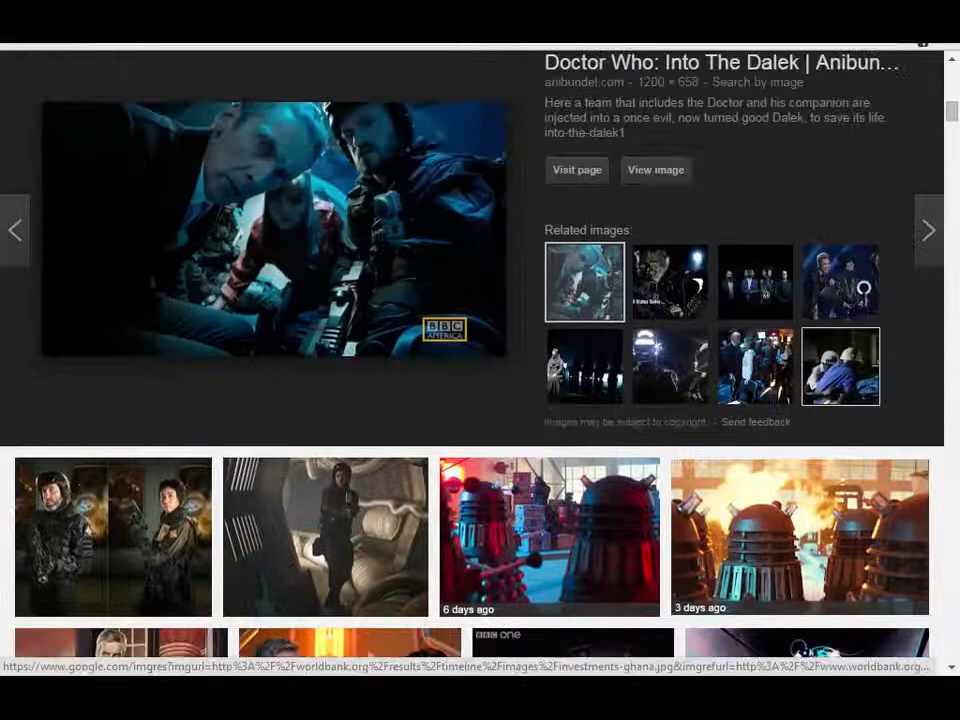 Doctor Who: Into The Dalek | Anibun...
anibundel.com - 1200 × 658 - Search by image
Here a team that includes the Doctor and his companion are
injected into a once evil, now turned good Dalek, to save its life.
into-the-dalek1
Visit page
View image
Related images:
BBC
AMERICA
Images may be subject to copyright. - Send feedback
6 days ago
3 days ago
BBC one
https://www.google.com/imgres?imgurl=http%3A%2F%2Fworldbank.org%2Fresults%2Ftimeline%2Fimages%2Finvestments-ghana.jpg&imgrefurl=http%3A%2F%2Fwww.worldbank.org...